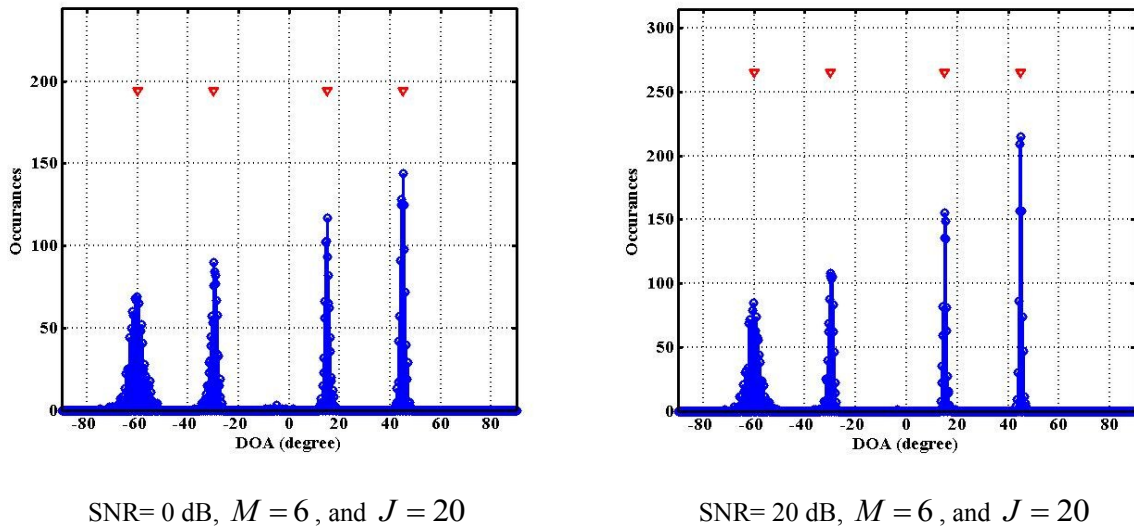 200
150
100
50
0
Occurances
-80 -60 -40 -20 0 20 40 60 80
DOA (degree)
SNR= 0 dB, M = 6 , and J = 20
300
250
200
150
100
50
0
Occurances
-80 -60 -40 -20 0 20 40 60 80
DOA (degree)
SNR= 20 dB, M = 6 , and J = 20